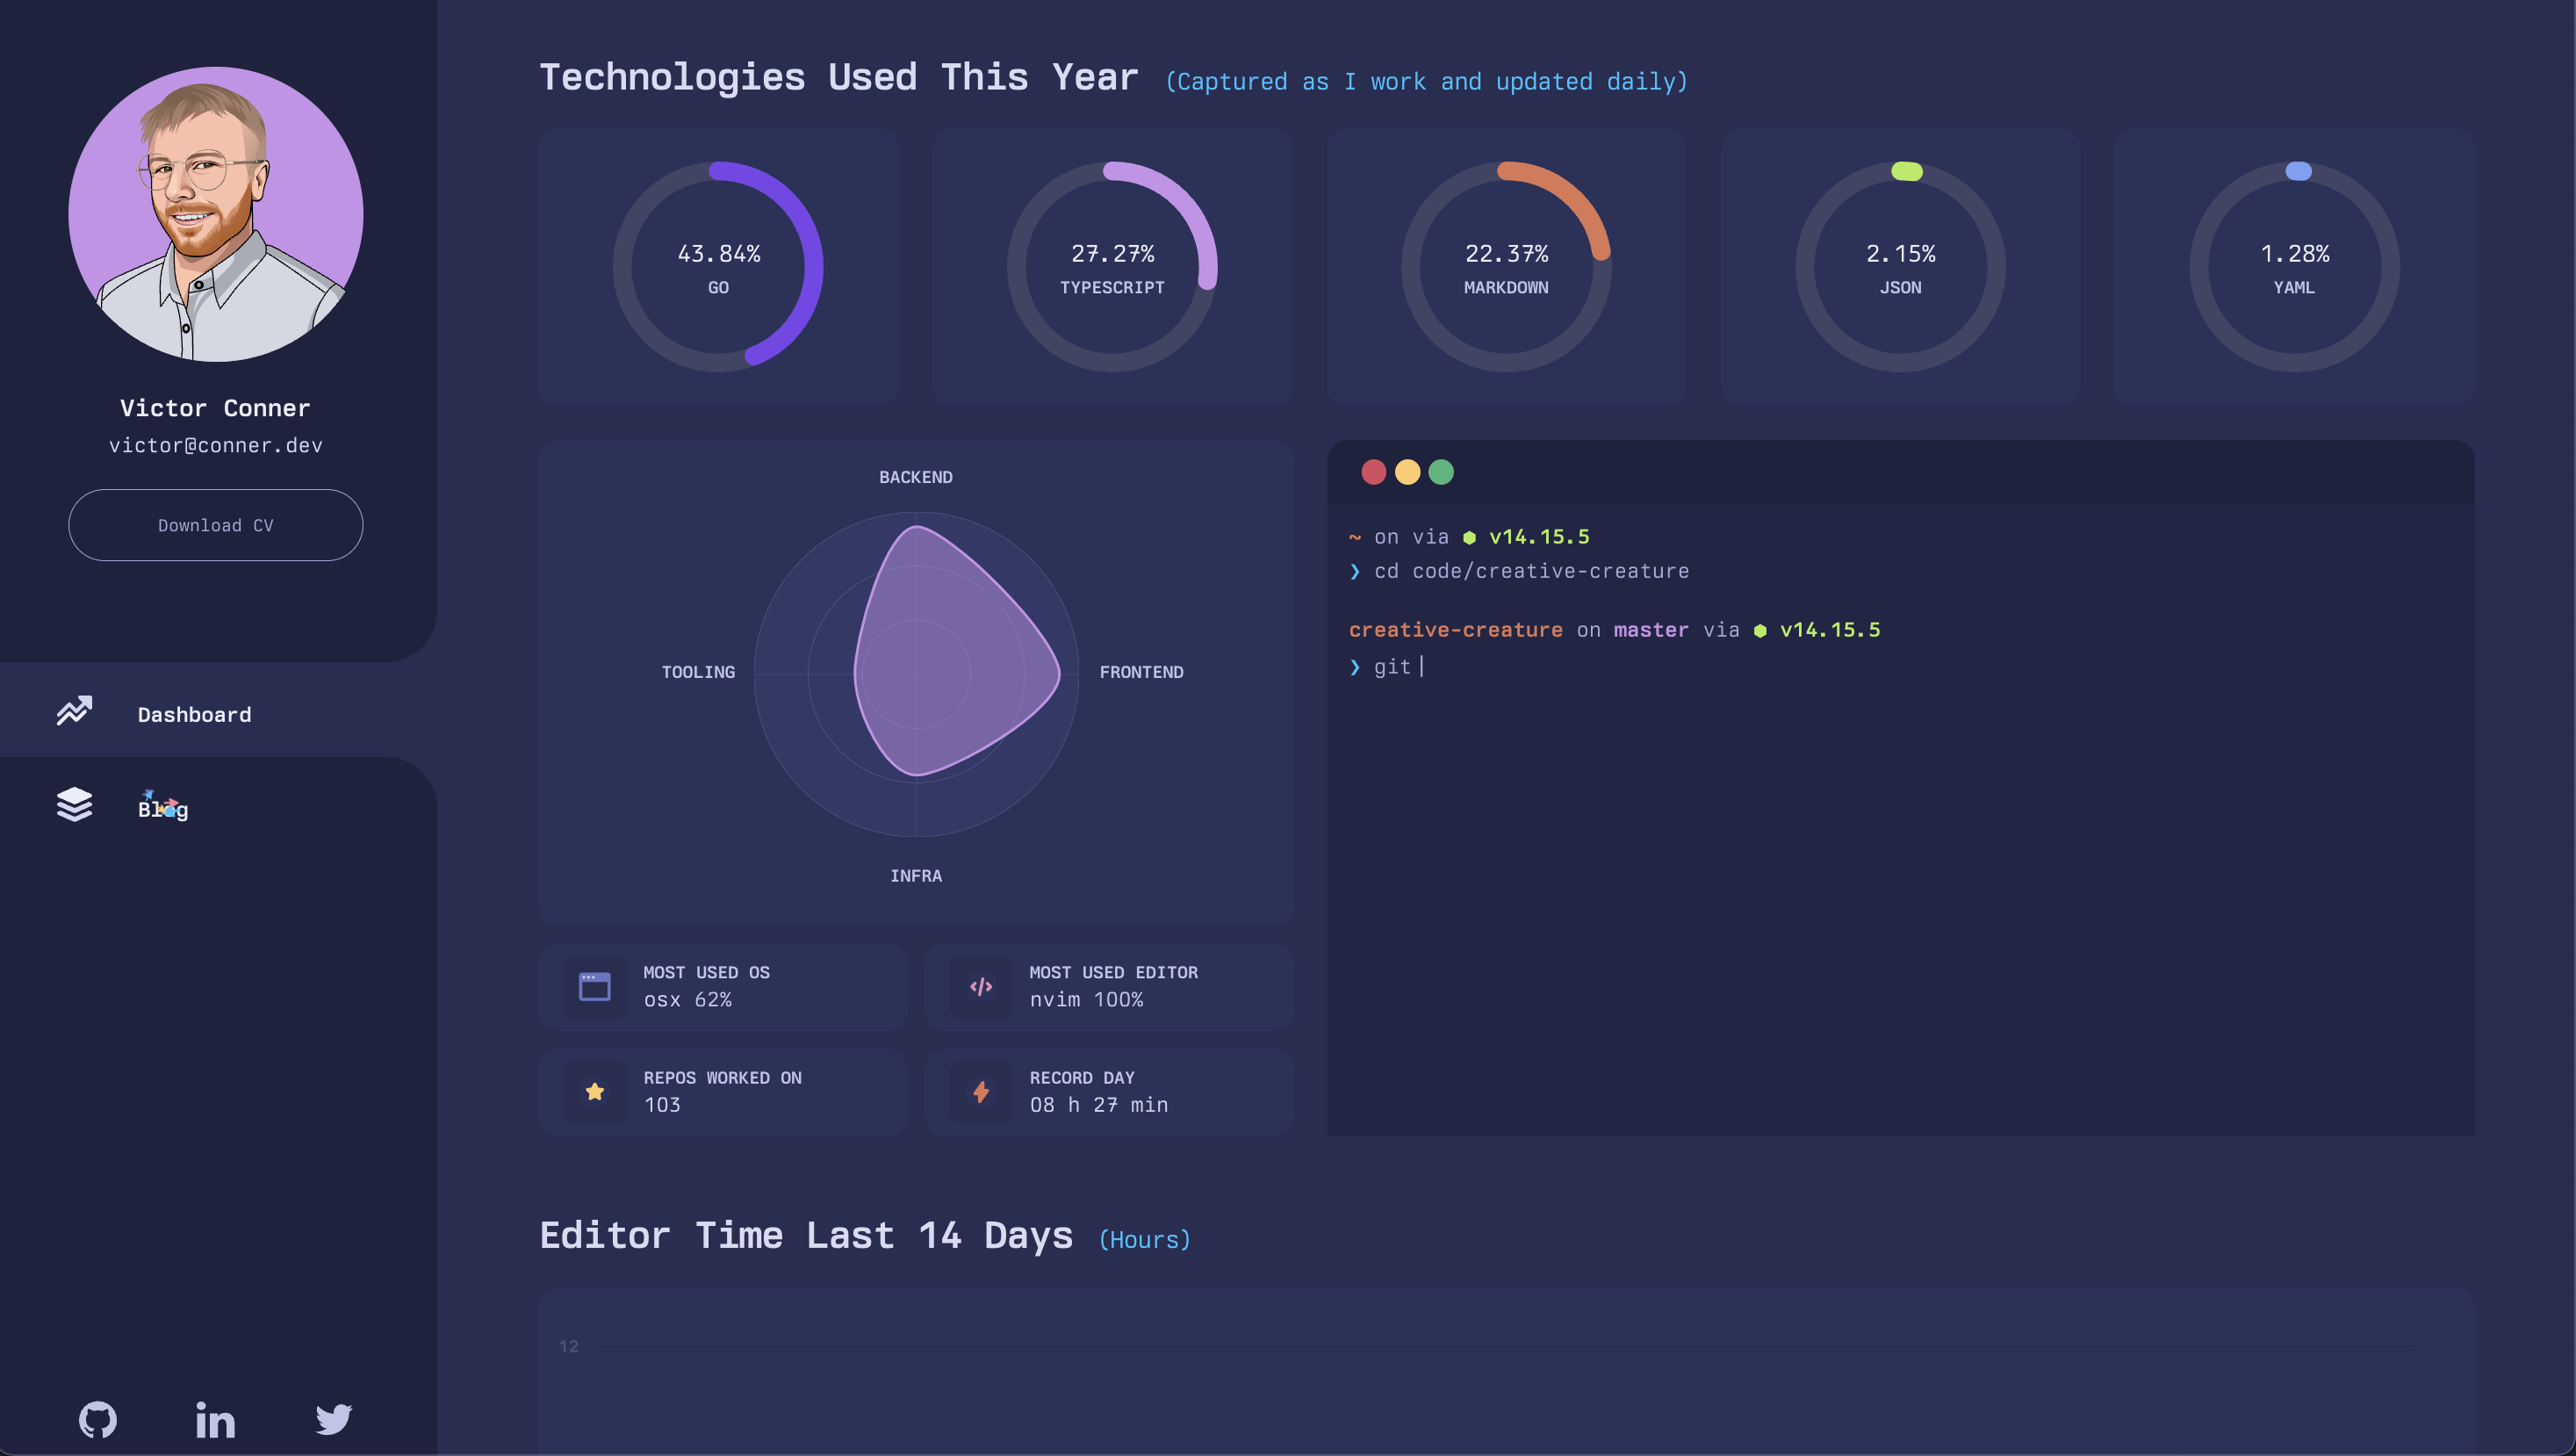 Victor Conner
victor@conner.dev
Download CV
Dashboard
Blog
Technologies Used This Year (Captured as I work and updated daily)
43.84%
GO
27.27%
TYPESCRIPT
22.37%
MARKDOWN
2.15%
JSON
1.28%
YAML
BACKEND
TOOLING
FRONTEND
INFRA
~ on via ⬢ v14.15.5
❯ cd code/creative-creature
creative-creature on master via ⬢ v14.15.5
❯ git
MOST USED OS
osx 62%
MOST USED EDITOR
nvim 100%
REPOS WORKED ON
103
RECORD DAY
08 h 27 min
Editor Time Last 14 Days (Hours)
12
in